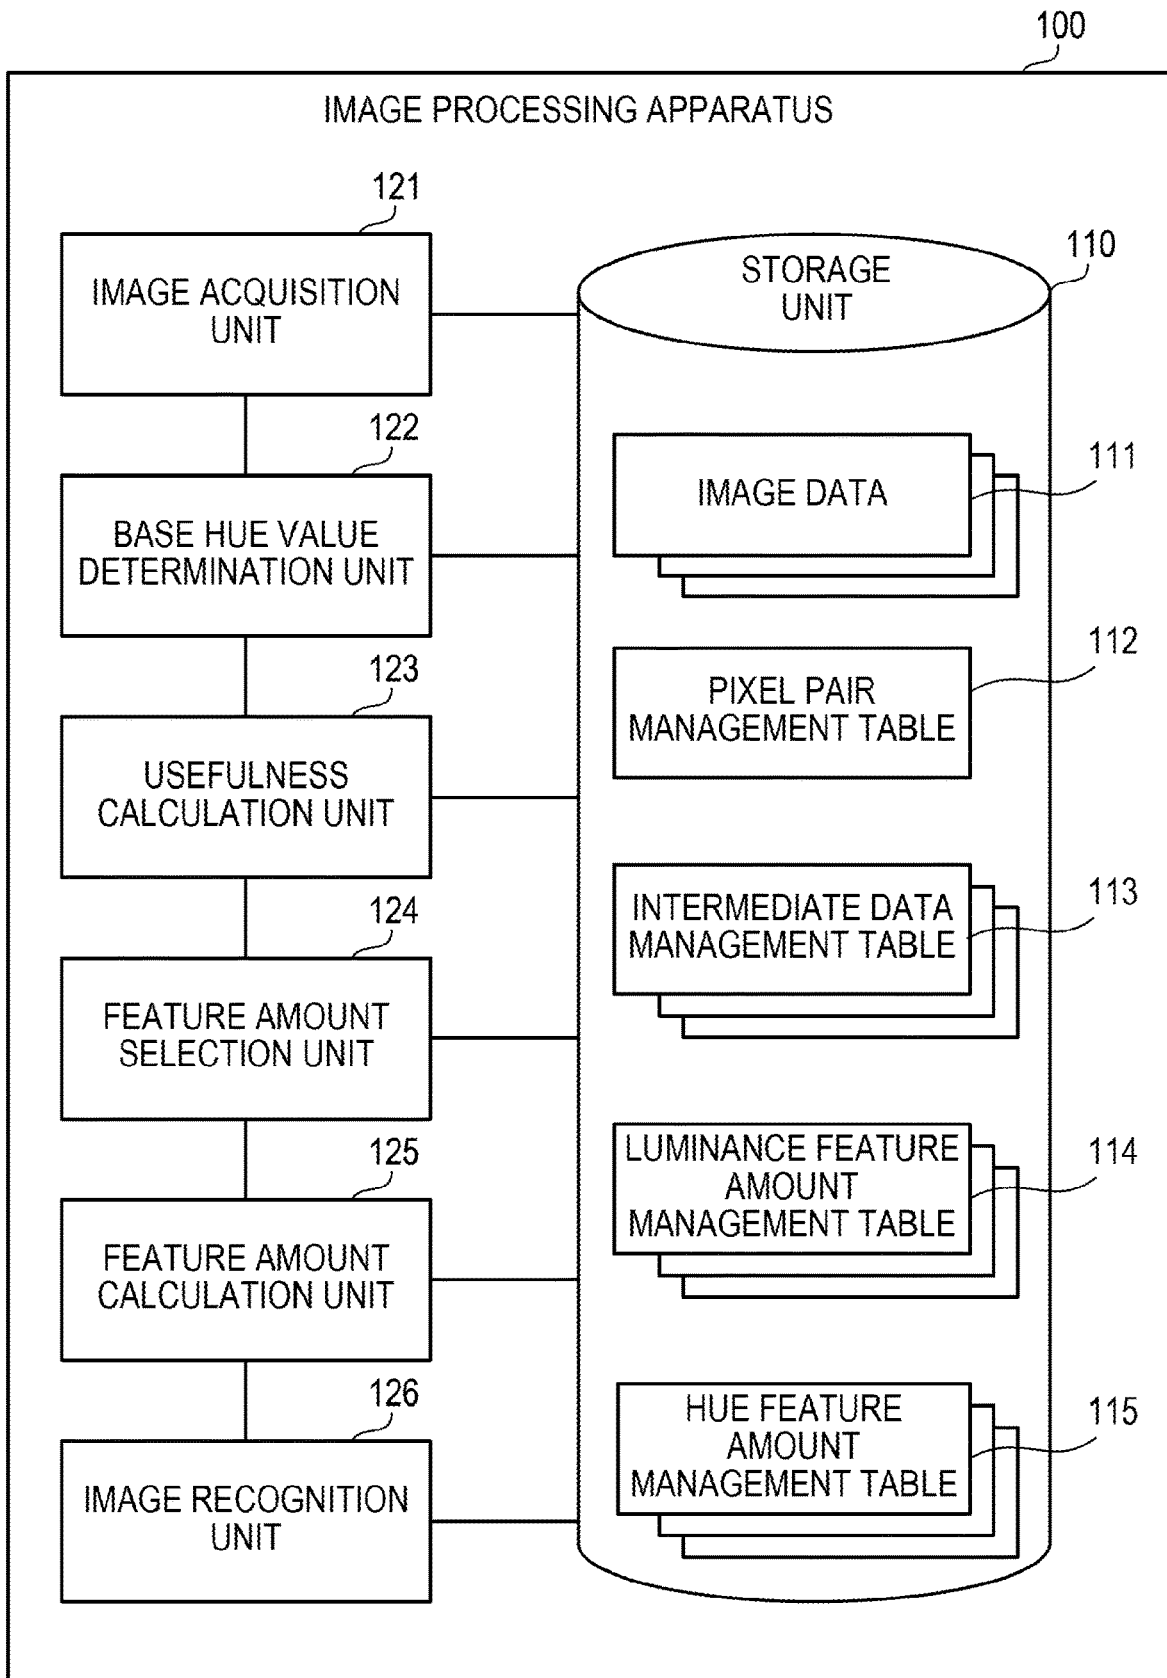 100
IMAGE PROCESSING APPARATUS
121
IMAGE ACQUISITION
UNIT
122
BASE HUE VALUE
DETERMINATION UNIT
123
USEFULNESS
CALCULATION UNIT
124
FEATURE AMOUNT
SELECTION UNIT
125
FEATURE AMOUNT
CALCULATION UNIT
126
IMAGE RECOGNITION
UNIT
110
STORAGE
UNIT
111
IMAGE DATA
112
PIXEL PAIR
MANAGEMENT TABLE
113
INTERMEDIATE DATA
MANAGEMENT TABLE
114
LUMINANCE FEATURE
AMOUNT
MANAGEMENT TABLE
115
HUE FEATURE
AMOUNT
MANAGEMENT TABLE